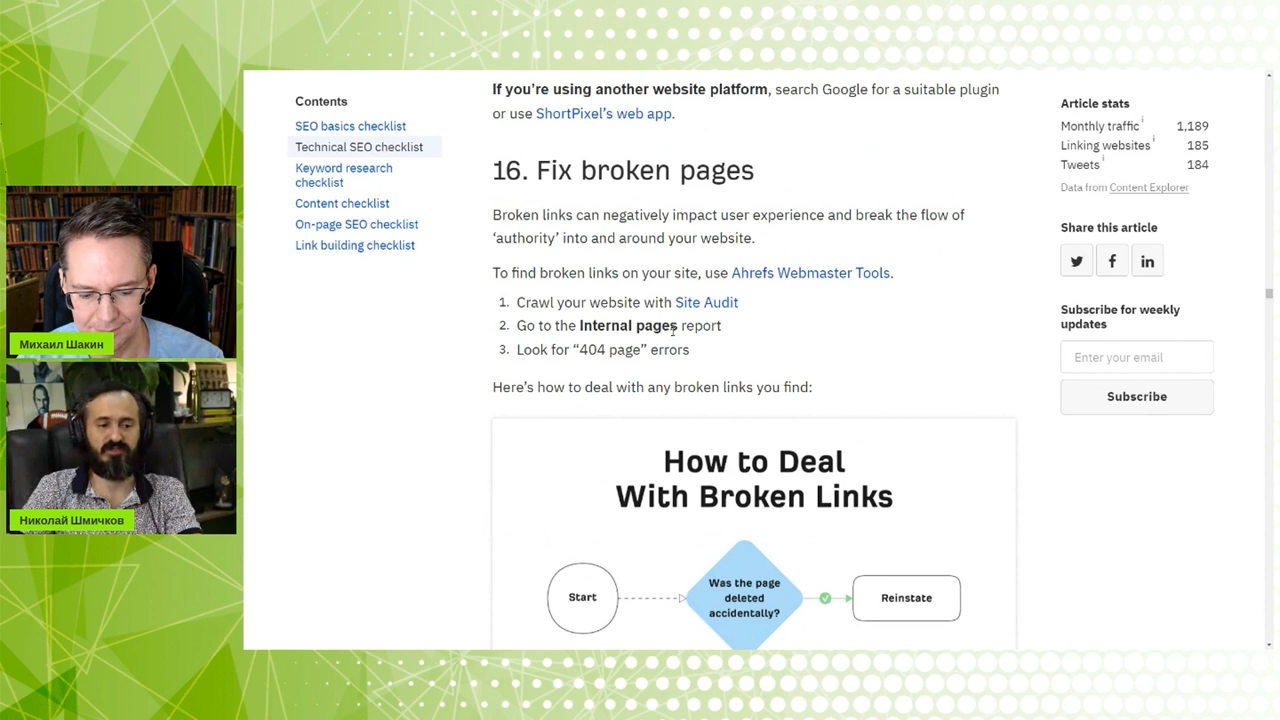 Contents
SEO basics checklist
Technical SEO checklist
Keyword research
checklist
Content checklist
On-page SEO checklist
Link building checklist
Михаил Шакин
Николай Шмичков
If you’re using another website platform, search Google for a suitable plugin
or use ShortPixel’s web app.
16. Fix broken pages
Broken links can negatively impact user experience and break the flow of
‘authority’ into and around your website.
To find broken links on your site, use Ahrefs Webmaster Tools.
1. Crawl your website with Site Audit
2. Go to the Internal pages report
3. Look for “404 page” errors
Here’s how to deal with any broken links you find:
How to Deal
With Broken Links
Start
Was the page
deleted
accidentally?
Reinstate
Article stats
Monthly traffic i 1,189
Linking websites i 185
Tweets i 184
Data from Content Explorer
Share this article
Subscribe for weekly
updates
Enter your email
Subscribe